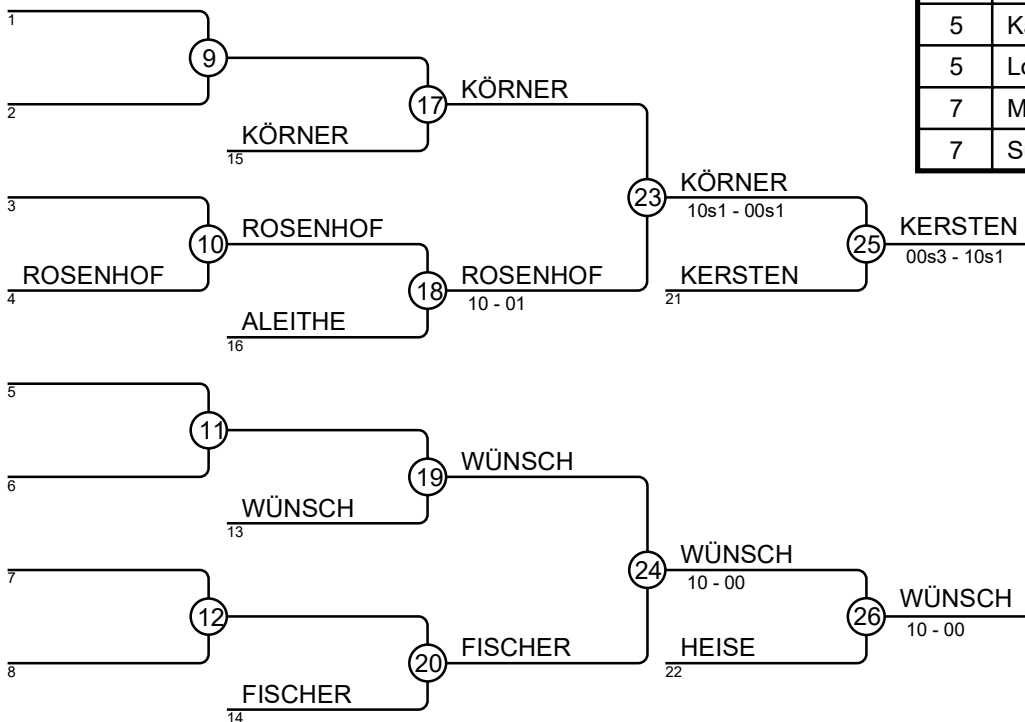 1
9
2
KÖRNER
15
17
KÖRNER
3
10
ROSENHOF
4
ROSENHOF
ALEITHE
16
18
ROSENHOF
10 - 01
23
KÖRNER
10s1 - 00s1
KERSTEN
21
25
KERSTEN
00s3 - 10s1
5
11
6
WÜNSCH
13
19
WÜNSCH
7
12
8
FISCHER
14
20
FISCHER
24
WÜNSCH
10 - 00
HEISE
22
26
WÜNSCH
10 - 00
5
5
7
7